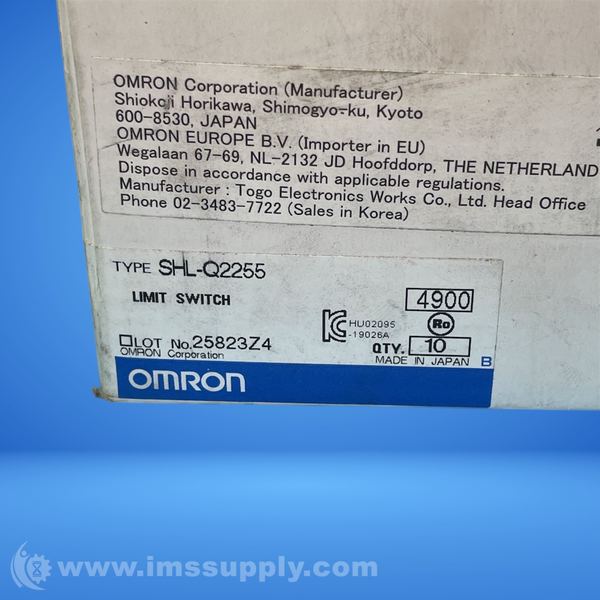 OMRON Corporation (Manufacturer)
Shiokoji Horikawa, Shimogyo-ku, Kyoto
600-8530, JAPAN
OMRON EUROPE B.V. (Importer in EU)
Wegalaan 67-69, NL-2132 JD Hoofddorp, THE NETHERLAND
Dispose in accordance with applicable regulations.
Manufacturer : Togo Electronics Works Co., Ltd. Head Office
Phone 02-3483-7722 (Sales in Korea)
TYPE SHL-Q2255
LIMIT SWITCH
4900
HU02095
-19026A
Ro
LOT No.25823Z4
QTY. 10
OMRON Corporation
MADE IN JAPAN B
OMRON
www.imssupply.com